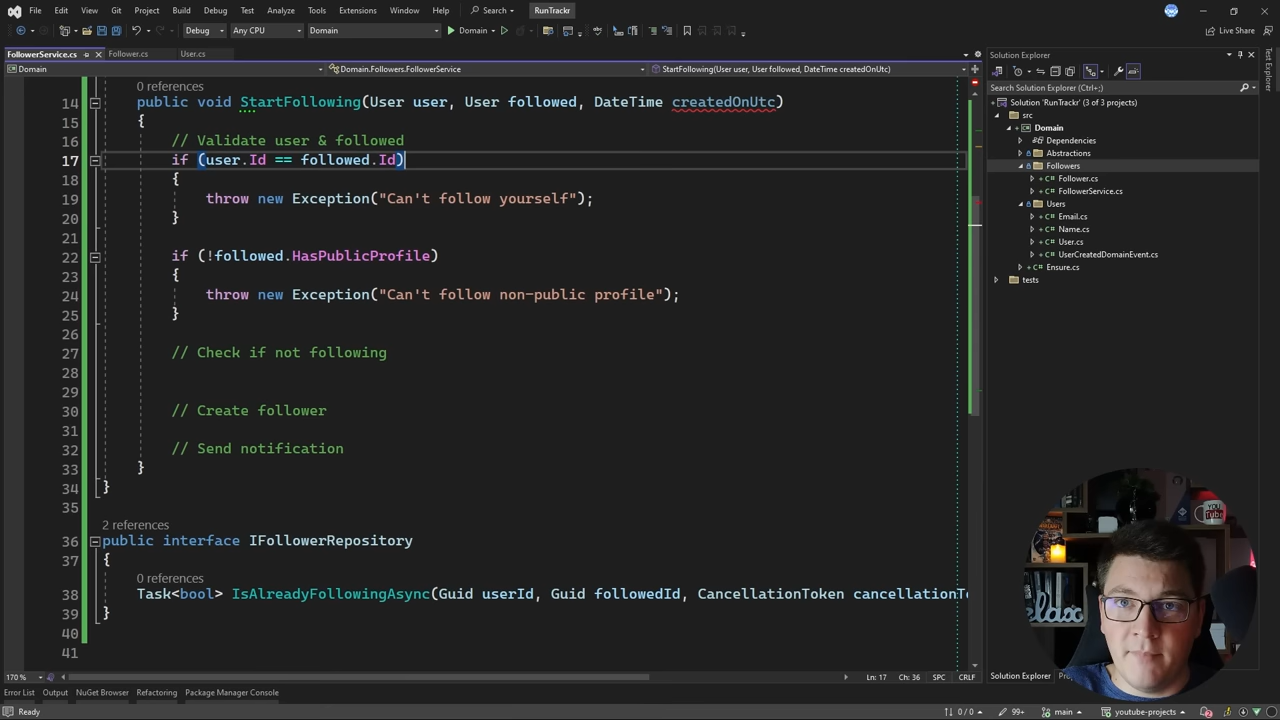 File Edit View Git Project Build Debug Test Analyze Tools Extensions Window Help Search RunTrackr
Debug Any CPU Domain Domain Live Share
FollowerService.cs Follower.cs User.cs
Domain Domain.Followers.FollowerService StartFollowing(User user, User followed, DateTime createdOnUtc)
0 references
14 public void StartFollowing(User user, User followed, DateTime createdOnUtc)
15 {
16 // Validate user & followed
17 if (user.Id == followed.Id)
18 {
19 throw new Exception("Can't follow yourself");
20 }
21
22 if (!followed.HasPublicProfile)
23 {
24 throw new Exception("Can't follow non-public profile");
25 }
26
27 // Check if not following
28
29
30 // Create follower
31
32 // Send notification
33 }
34 }
35
2 references
36 public interface IFollowerRepository
37 {
0 references
38 Task<bool> IsAlreadyFollowingAsync(Guid userId, Guid followedId, CancellationToken cancellationTo
39 }
40
41
170 % Ln: 17 Ch: 36 SPC CRLF
Error List Output NuGet Browser Refactoring Package Manager Console
Ready 0 / 0 99+ main youtube-projects
Solution Explorer
Search Solution Explorer (Ctrl+;)
Solution 'RunTrackr' (3 of 3 projects)
src
Domain
Dependencies
Abstractions
Followers
Follower.cs
FollowerService.cs
Users
Email.cs
Name.cs
User.cs
UserCreatedDomainEvent.cs
Ensure.cs
tests
Solution Explorer
Test Explorer
You Tube
relax